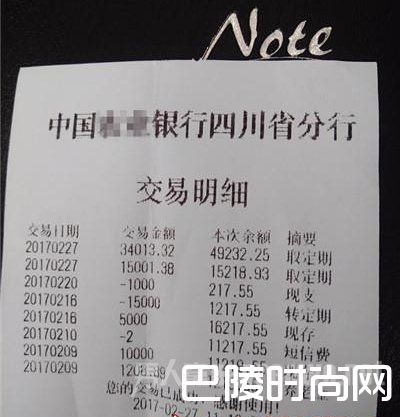 Note
中国银行四川省分行
交易明细
交易日期 交易金额 本次余额 摘要
20170227 34013.32 49232.25 取定期
20170227 15001.38 15218.93 取定期
20170220 -1000 217.55 现支
20170216 -15000 1217.55 转定期
20170216 5000 16217.55 现存
20170210 -2 11217.55 短信费
20170209 10000
20170209
您的交易已 感谢使用!
2017-02-27
巴陵时尚网